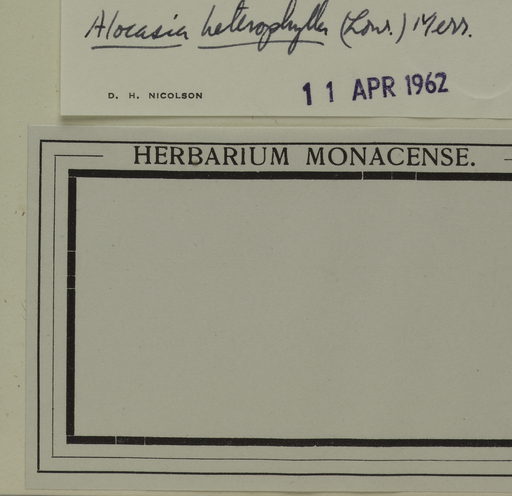 Alocasia heterophylla (Lour.) Merr.
D. H. NICOLSON
11 APR 1962
HERBARIUM MONACENSE.